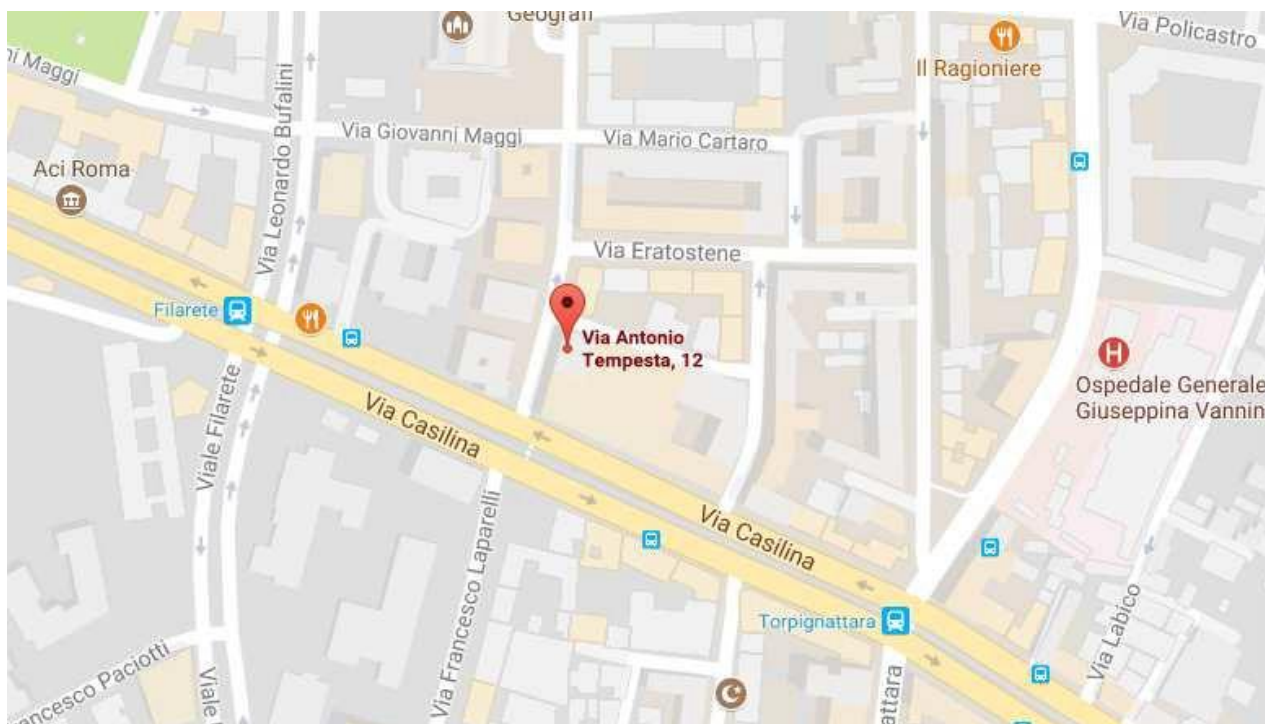 Geografi
Via Policastro
Il Ragioniere
ni Maggi
Via Leonardo Bufalini
Via Giovanni Maggi
Via Mario Cartaro
Aci Roma
Via Eratostene
Filarete
Via Antonio
Tempesta, 12
H
Ospedale Generale
Giuseppina Vannin
Viale Filarete
Via Casilina
Via Casilina
Via Francesco Laparelli
Torpignattara
Via Labico
ancesco Paciotti
Viale
attara